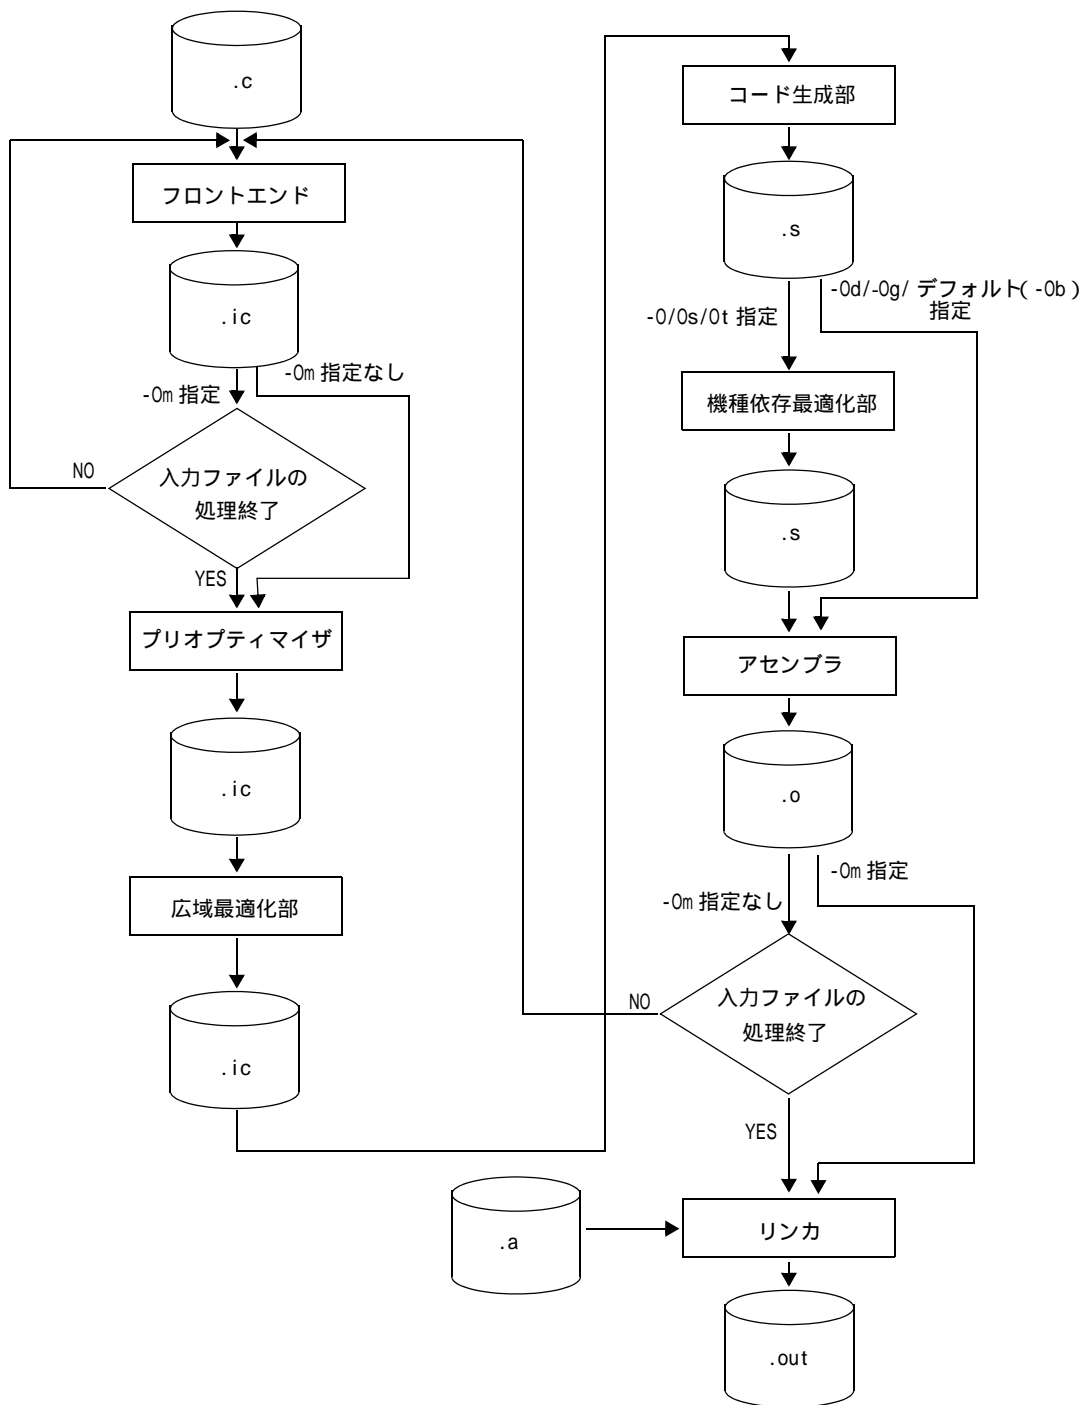 .c
フロントエンド
.ic
-Om 指定
-Om 指定なし
NO
入力ファイルの
処理終了
YES
プリオプティマイザ
.ic
広域最適化部
.ic
コード生成部
.s
-O/Os/Ot 指定
-Od/-Og/ デフォルト( -Ob )
指定
機種依存最適化部
.s
アセンブラ
.o
-Om 指定なし
-Om 指定
NO
入力ファイルの
処理終了
YES
.a
リンカ
.out